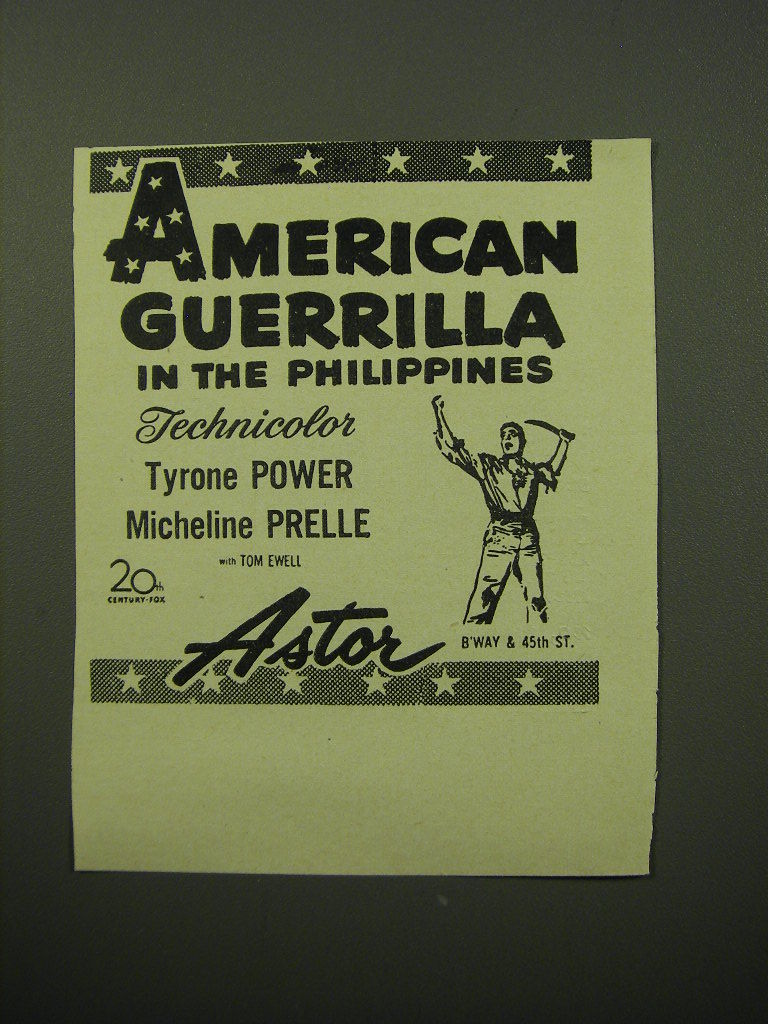 AMERICAN
GUERRILLA
IN THE PHILIPPINES
Technicolor
Tyrone POWER
Micheline PRELLE
with TOM EWELL
20th
CENTURY-FOX
Astor
B'WAY & 45th ST.